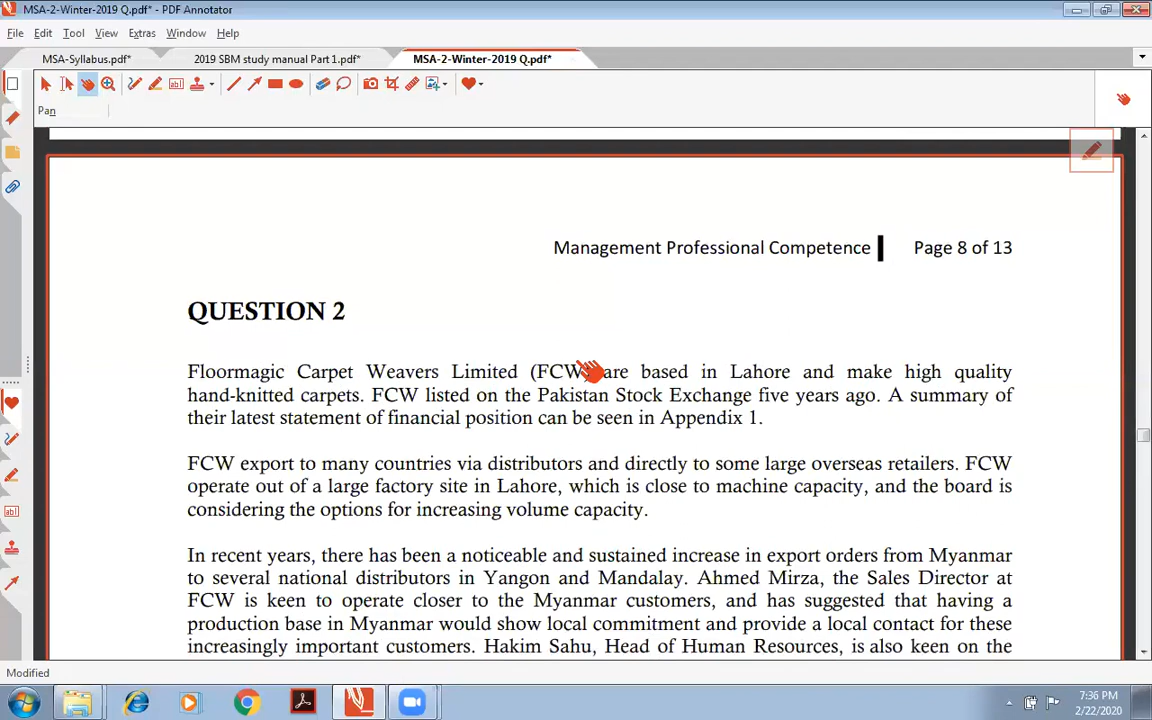 MSA-2-Winter-2019 Q.pdf* - PDF Annotator
File Edit Tool View Extras Window Help
MSA-Syllabus.pdf* 2019 SBM study manual Part 1.pdf* MSA-2-Winter-2019 Q.pdf*
Pan
Management Professional Competence Page 8 of 13
QUESTION 2
Floormagic Carpet Weavers Limited (FCW) are based in Lahore and make high quality
hand-knitted carpets. FCW listed on the Pakistan Stock Exchange five years ago. A summary of
their latest statement of financial position can be seen in Appendix 1.
FCW export to many countries via distributors and directly to some large overseas retailers. FCW
operate out of a large factory site in Lahore, which is close to machine capacity, and the board is
considering the options for increasing volume capacity.
In recent years, there has been a noticeable and sustained increase in export orders from Myanmar
to several national distributors in Yangon and Mandalay. Ahmed Mirza, the Sales Director at
FCW is keen to operate closer to the Myanmar customers, and has suggested that having a
production base in Myanmar would show local commitment and provide a local contact for these
increasingly important customers. Hakim Sahu, Head of Human Resources, is also keen on the
Modified
7:36 PM
2/22/2020